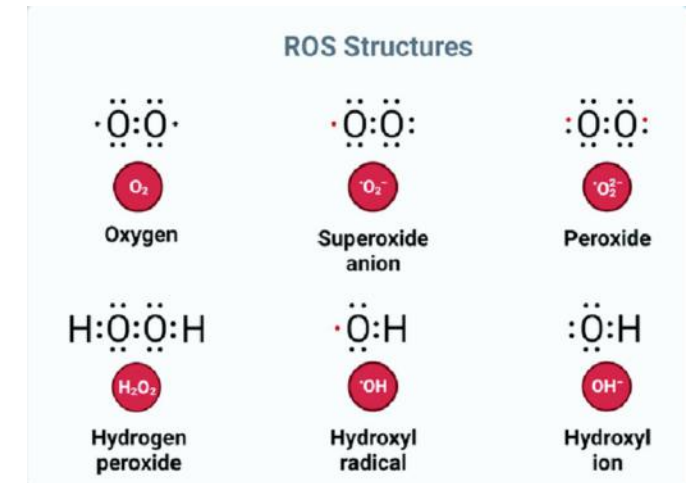 ROS Structures
·Ö:Ö· ·Ö:Ö: :Ö:Ö:
O₂ ˙O₂⁻ ˙O₂²⁻
Oxygen Superoxide anion Peroxide
H:Ö:Ö:H ·Ö:H :Ö:H
H₂O₂ ˙OH OH⁻
Hydrogen peroxide Hydroxyl radical Hydroxyl ion